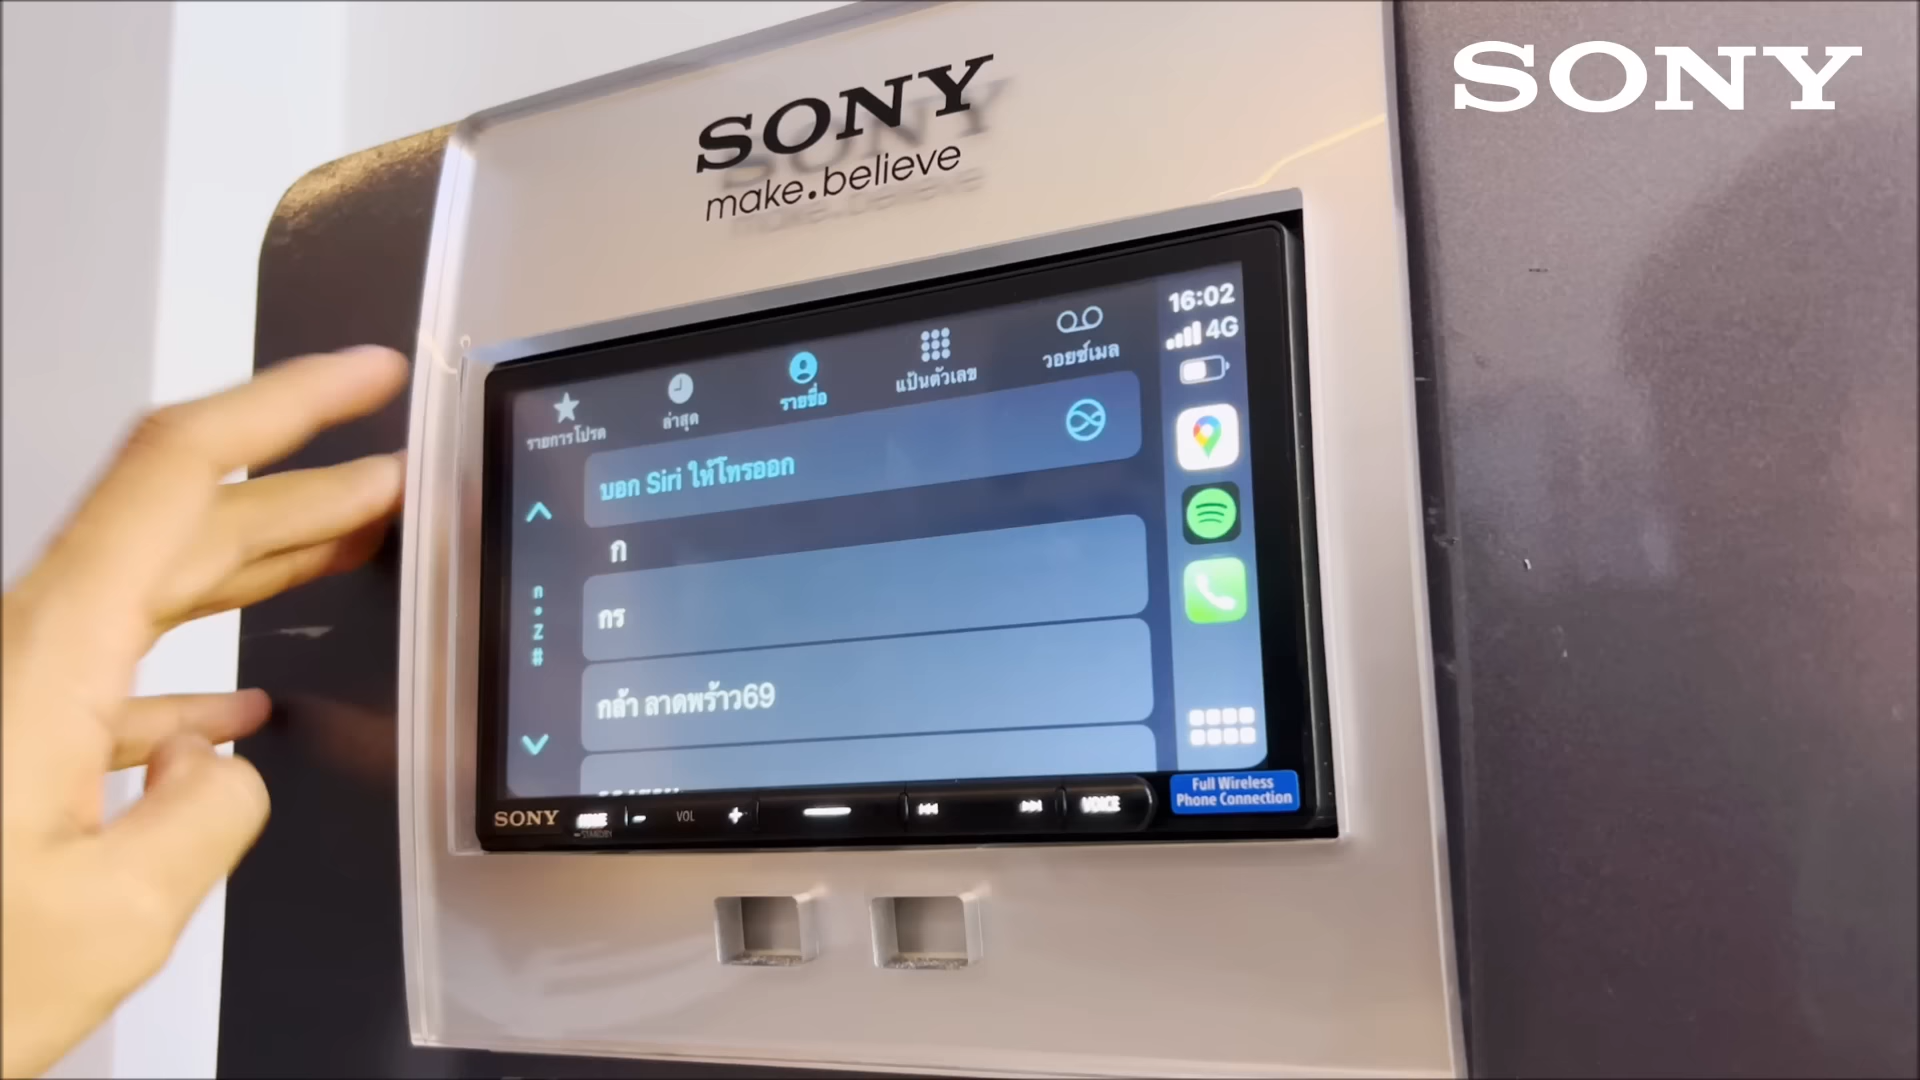 SONY
SONY
make.believe
16:02
4G
รายการโปรด
ล่าสุด
รายชื่อ
แป้นตัวเลข
วอยซ์เมล
บอก Siri ให้โทรออก
ก
กร
กล้า ลาดพร้าว69
ก
Z
#
SONY
HOME
STANDBY
- VOL +
VOICE
Full Wireless
Phone Connection